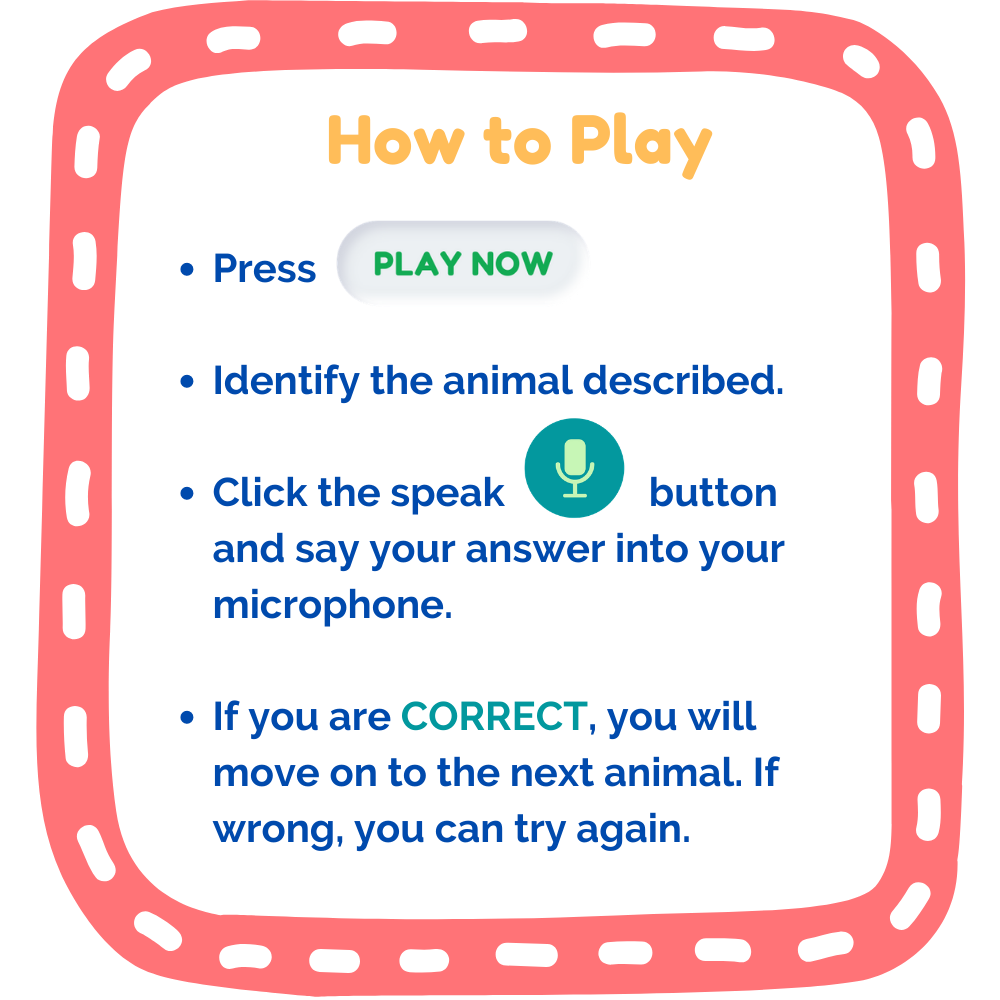 How to Play
• Press PLAY NOW
• Identify the animal described.
• Click the speak button
and say your answer into your
microphone.
• If you are CORRECT, you will
move on to the next animal. If
wrong, you can try again.